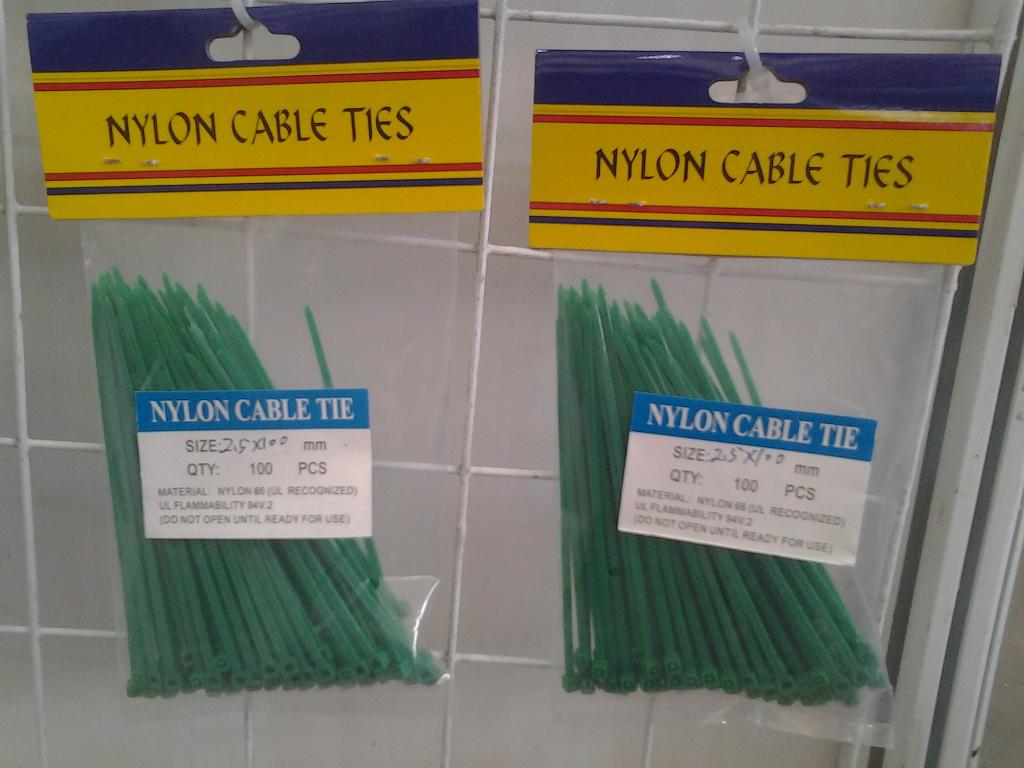 NYLON CABLE TIES
NYLON CABLE TIE
SIZE: 2.5 X 100 mm
QTY: 100 PCS
MATERIAL: NYLON 66 (UL RECOGNIZED)
UL FLAMMABILITY 94V.2
(DO NOT OPEN UNTIL READY FOR USE)
NYLON CABLE TIES
NYLON CABLE TIE
SIZE: 2.5 X 100 mm
QTY: 100 PCS
MATERIAL: NYLON 66 (UL RECOGNIZED)
UL FLAMMABILITY 94V.2
(DO NOT OPEN UNTIL READY FOR USE)